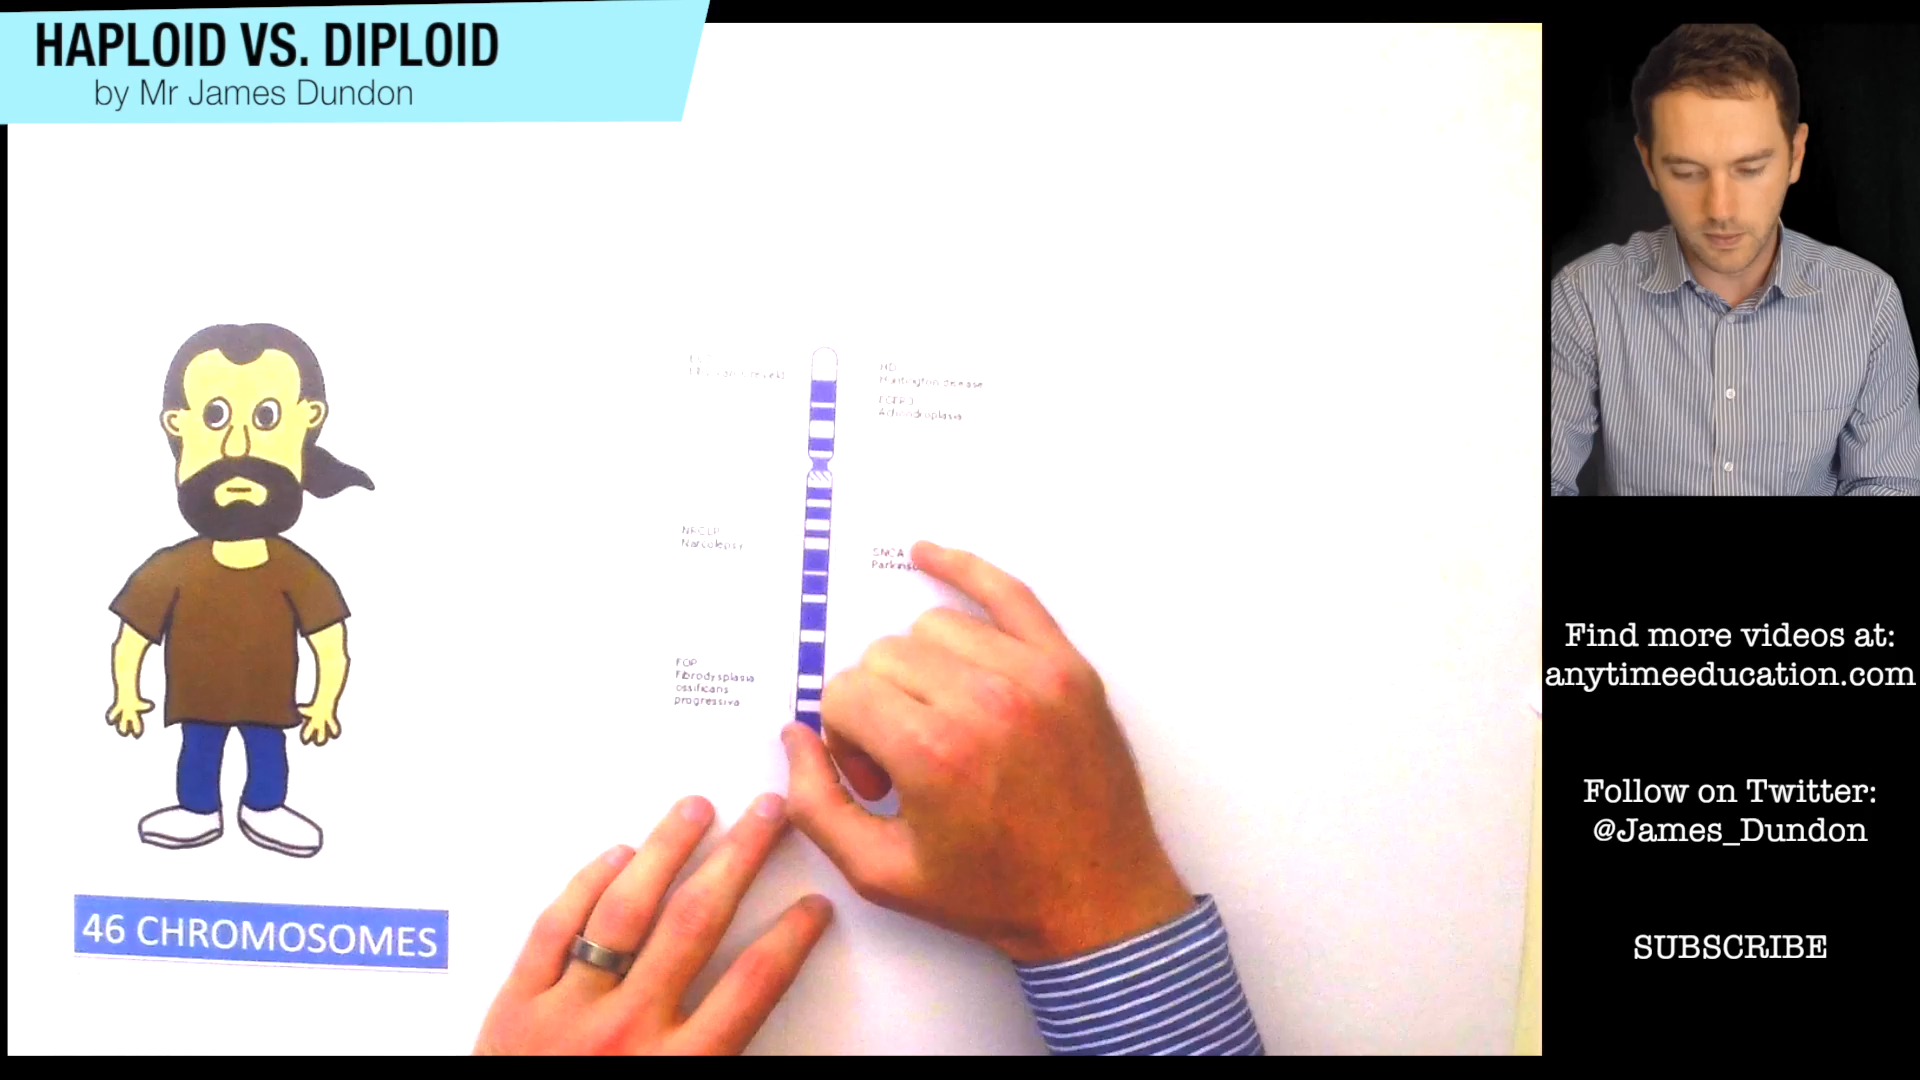 HAPLOID VS. DIPLOID
by Mr James Dundon
HD
Huntington disease
FGFR3
Achondroplasia
NRCLP
Narcolepsy
SNCA
FOP
Fibrodysplasia
ossificans
progressiva
46 CHROMOSOMES
Find more videos at:
anytimeeducation.com
Follow on Twitter:
@James_Dundon
SUBSCRIBE